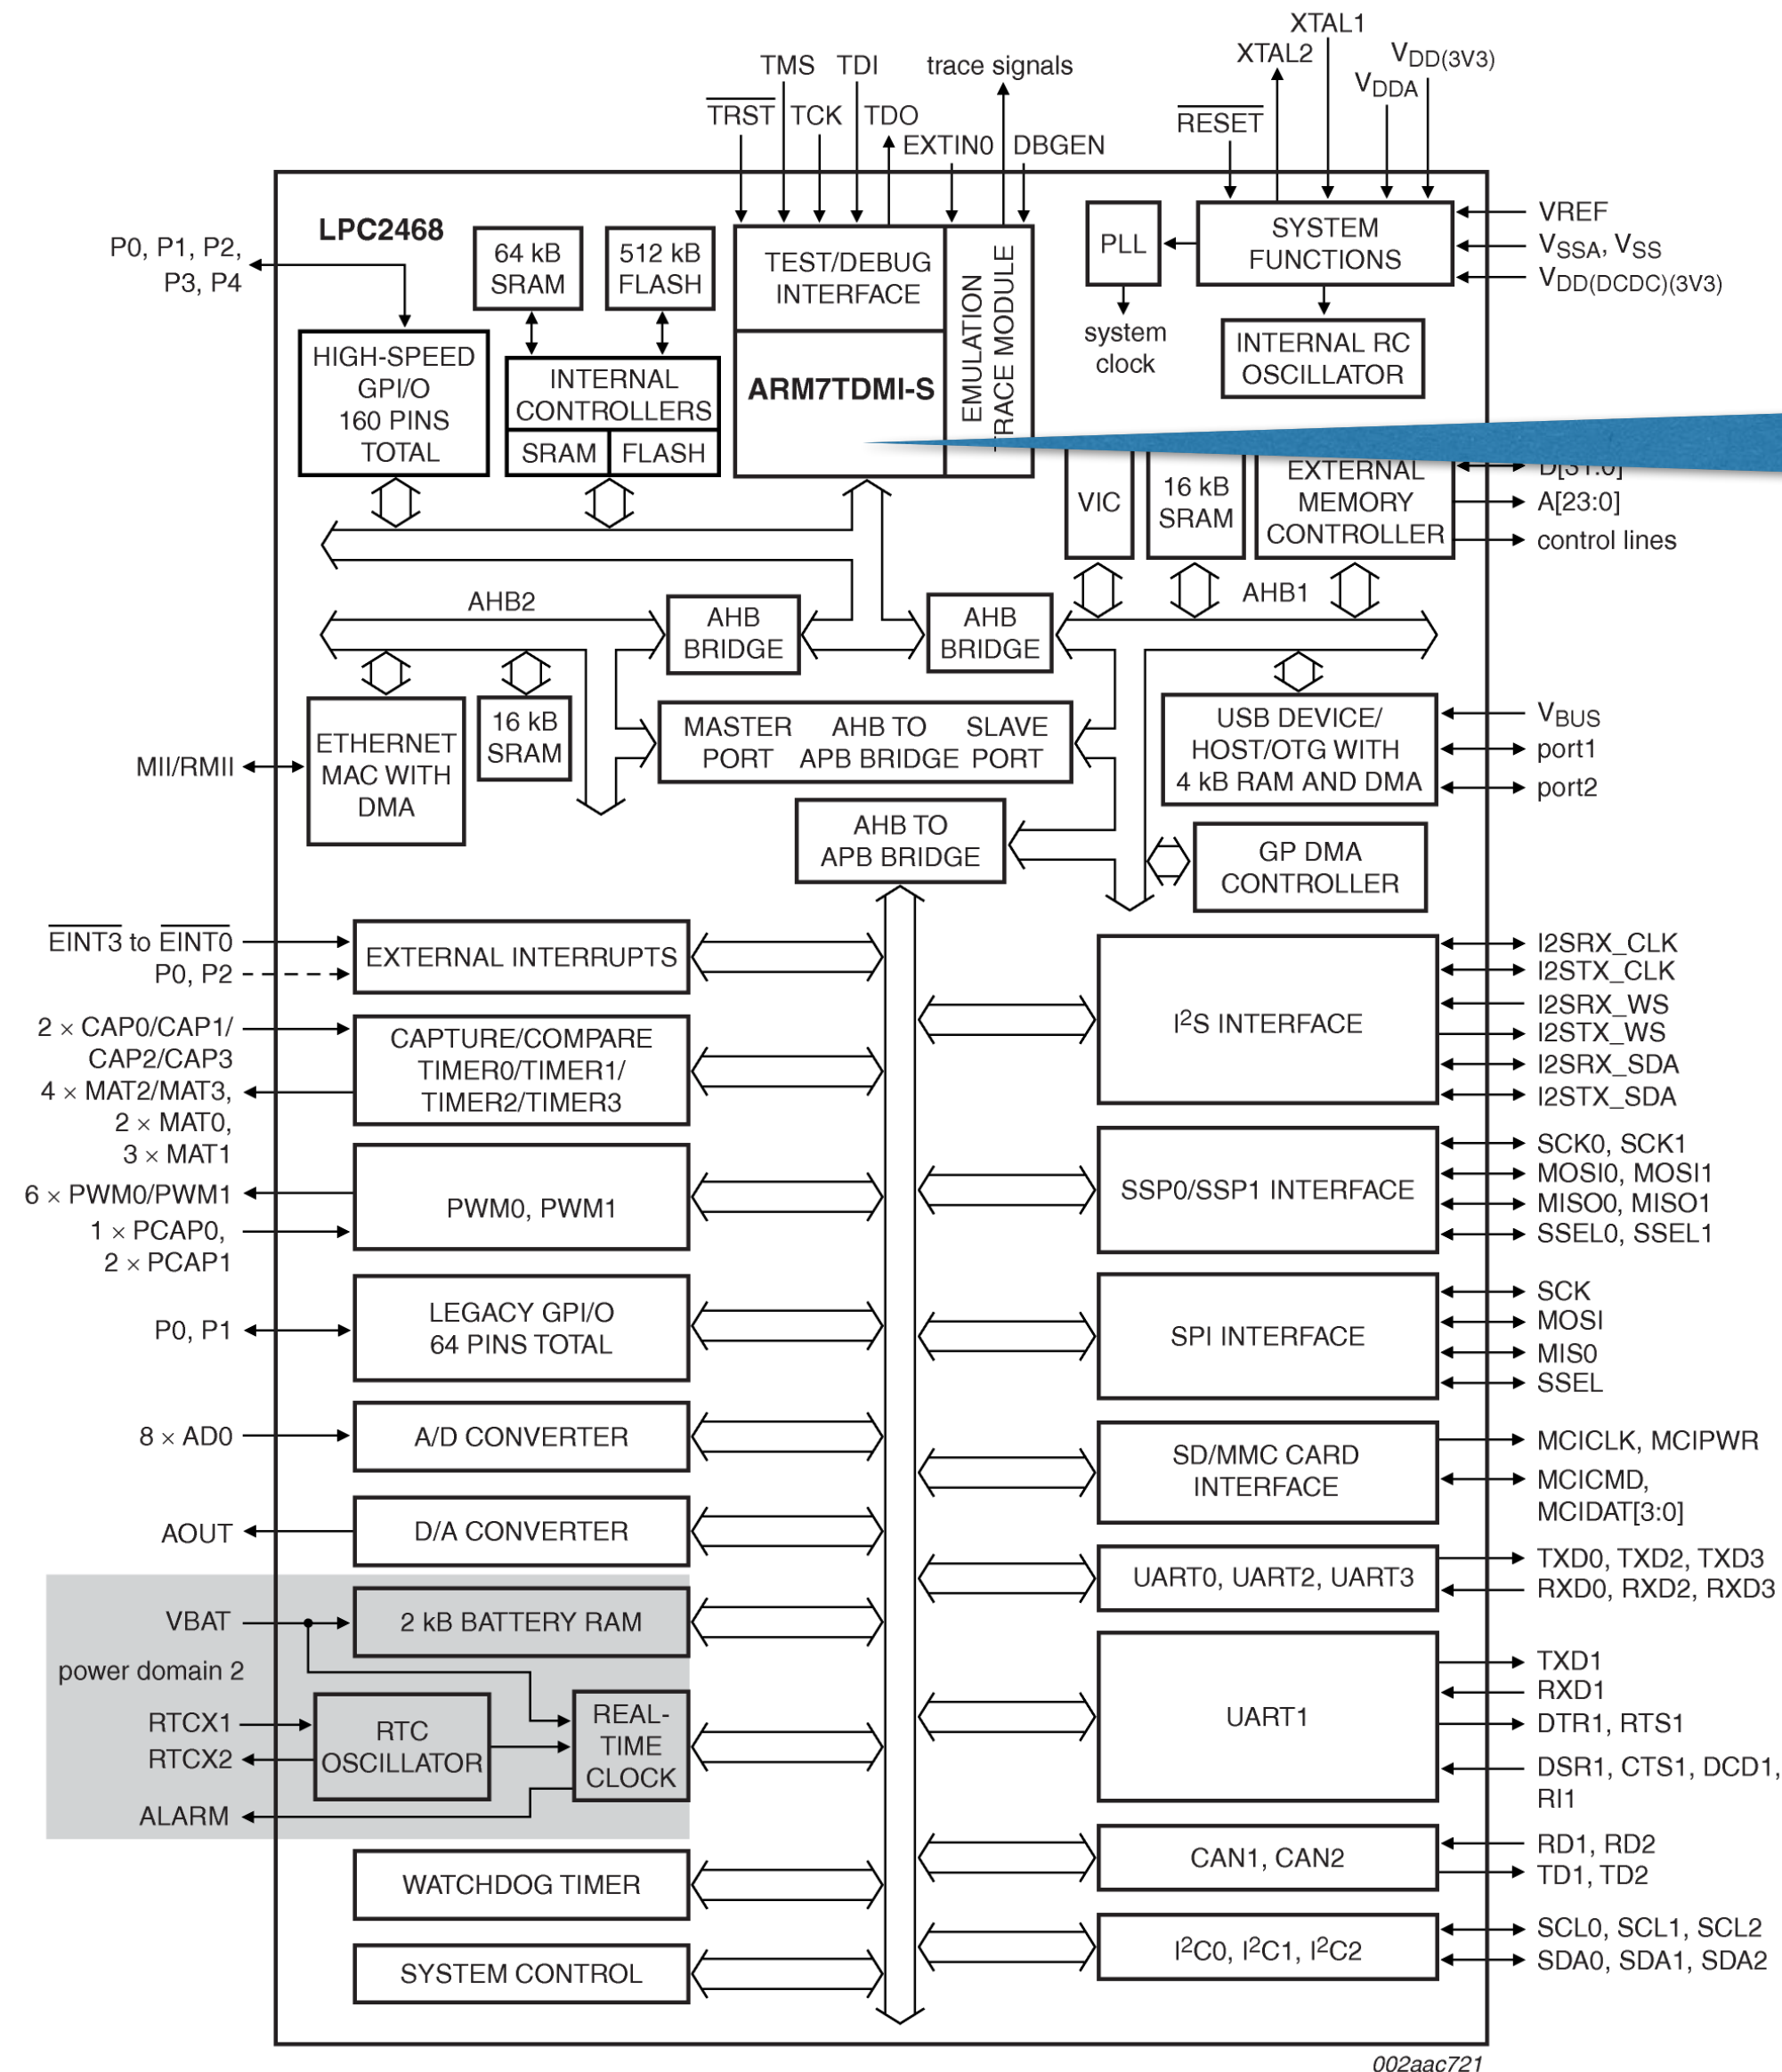 XTAL1
XTAL2
VDD(3V3)
TMS TDI
trace signals
VDDA
TRST TCK TDO
RESET
EXTIN0 DBGEN
LPC2468
P0, P1, P2,
P3, P4
64 kB
SRAM
512 kB
FLASH
TEST/DEBUG
INTERFACE
EMULATION
TRACE MODULE
PLL
SYSTEM
FUNCTIONS
VREF
VSSA, VSS
VDD(DCDC)(3V3)
system
clock
INTERNAL RC
OSCILLATOR
HIGH-SPEED
GPI/O
160 PINS
TOTAL
INTERNAL
CONTROLLERS
SRAM FLASH
ARM7TDMI-S
VIC
16 kB
SRAM
EXTERNAL
MEMORY
CONTROLLER
D[31:0]
A[23:0]
control lines
AHB2
AHB
BRIDGE
AHB
BRIDGE
AHB1
ETHERNET
MAC WITH
DMA
16 kB
SRAM
MII/RMII
MASTER AHB TO SLAVE
PORT APB BRIDGE PORT
USB DEVICE/
HOST/OTG WITH
4 kB RAM AND DMA
VBUS
port1
port2
AHB TO
APB BRIDGE
GP DMA
CONTROLLER
EINT3 to EINT0
P0, P2
EXTERNAL INTERRUPTS
2 × CAP0/CAP1/
CAP2/CAP3
4 × MAT2/MAT3,
2 × MAT0,
3 × MAT1
CAPTURE/COMPARE
TIMER0/TIMER1/
TIMER2/TIMER3
6 × PWM0/PWM1
1 × PCAP0,
2 × PCAP1
PWM0, PWM1
P0, P1
LEGACY GPI/O
64 PINS TOTAL
8 × AD0
A/D CONVERTER
AOUT
D/A CONVERTER
VBAT
2 kB BATTERY RAM
power domain 2
RTCX1
RTCX2
RTC
OSCILLATOR
REAL-
TIME
CLOCK
ALARM
WATCHDOG TIMER
SYSTEM CONTROL
I2S INTERFACE
I2SRX_CLK
I2STX_CLK
I2SRX_WS
I2STX_WS
I2SRX_SDA
I2STX_SDA
SSP0/SSP1 INTERFACE
SCK0, SCK1
MOSI0, MOSI1
MISO0, MISO1
SSEL0, SSEL1
SPI INTERFACE
SCK
MOSI
MIS0
SSEL
SD/MMC CARD
INTERFACE
MCICLK, MCIPWR
MCICMD,
MCIDAT[3:0]
UART0, UART2, UART3
TXD0, TXD2, TXD3
RXD0, RXD2, RXD3
UART1
TXD1
RXD1
DTR1, RTS1
DSR1, CTS1, DCD1,
RI1
CAN1, CAN2
RD1, RD2
TD1, TD2
I2C0, I2C1, I2C2
SCL0, SCL1, SCL2
SDA0, SDA1, SDA2
002aac721